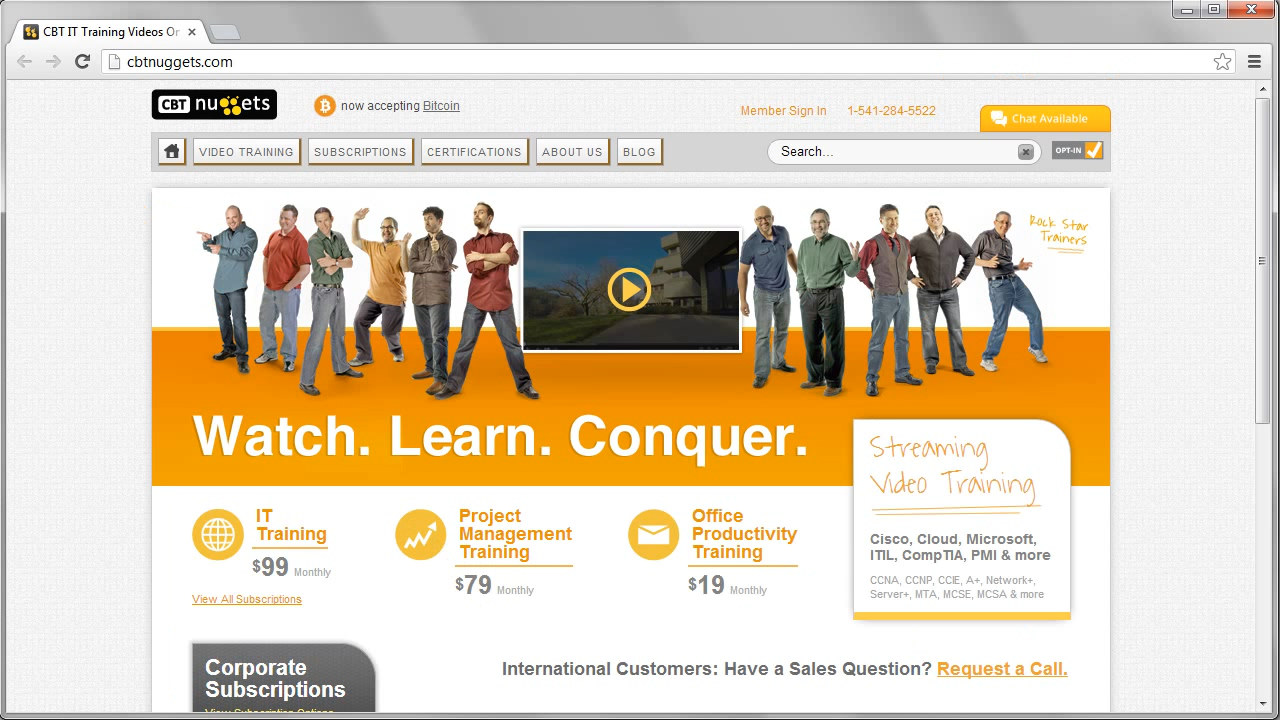 CBT IT Training Videos Or
cbtnuggets.com
CBT nuggets
now accepting Bitcoin
Member Sign In
1-541-284-5522
Chat Available
VIDEO TRAINING
SUBSCRIPTIONS
CERTIFICATIONS
ABOUT US
BLOG
Search...
OPT-IN
Rock Star
Trainers
Watch. Learn. Conquer.
Streaming
Video Training
Cisco, Cloud, Microsoft,
ITIL, CompTIA, PMI & more
CCNA, CCNP, CCIE, A+, Network+,
Server+, MTA, MCSE, MCSA & more
IT
Training
$99 Monthly
View All Subscriptions
Project
Management
Training
$79 Monthly
Office
Productivity
Training
$19 Monthly
Corporate
Subscriptions
View Subscription Options
International Customers: Have a Sales Question? Request a Call.